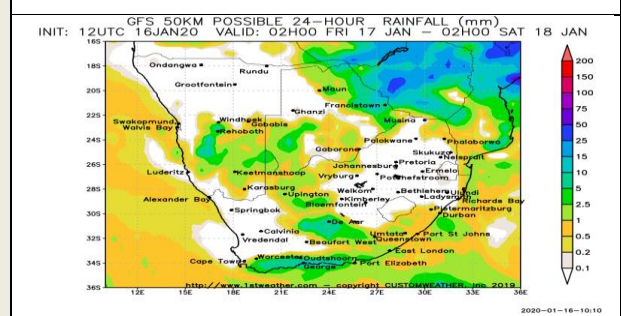 GFS 50KM POSSIBLE 24-HOUR RAINFALL (mm)
INIT: 12UTC 16JAN20 VALID: 02H00 FRI 17 JAN - 02H00 SAT 18 JAN
16S
Ondangwa
Rundu
200
Grootfontein
150
20S
Maun
100
Ghanzi
Francistown
75
22S
Musina
50
Swakopmund
Windhoek
Gababis
Walvis Bay
24S
Rehoboth
Polokwane
Phalaborwa
25
Gaborone
Skukuza
15
26S
Johannesburg
Pretoria
Nelspruit
10
Luderitz
Keetmanshoop
Vryburg
Potchefstroom
Ermelo
5
28S
Karasburg
Upington
Welkom
Bethlehem
Ulundi
2.5
Alexander Bay
Kimberley
Ladysmith
Richards Bay
30S
Springbok
Bloemfontein
Pietermaritzburg
1
De Aar
Durban
0.5
32S
Calvinia
Umtata
Port St Johns
Vredendal
Beaufort West
Queenstown
0.2
East London
0.1
34S
Cape Town
Worcester
Oudtshoorn
George
Port Elizabeth
http://www.1stweather.com - copyright CUSTOMWEATHER, Inc 2019
36S
12E 15E 18E 21E 24E 27E 30E 33E 36E
2020-01-16-10:10